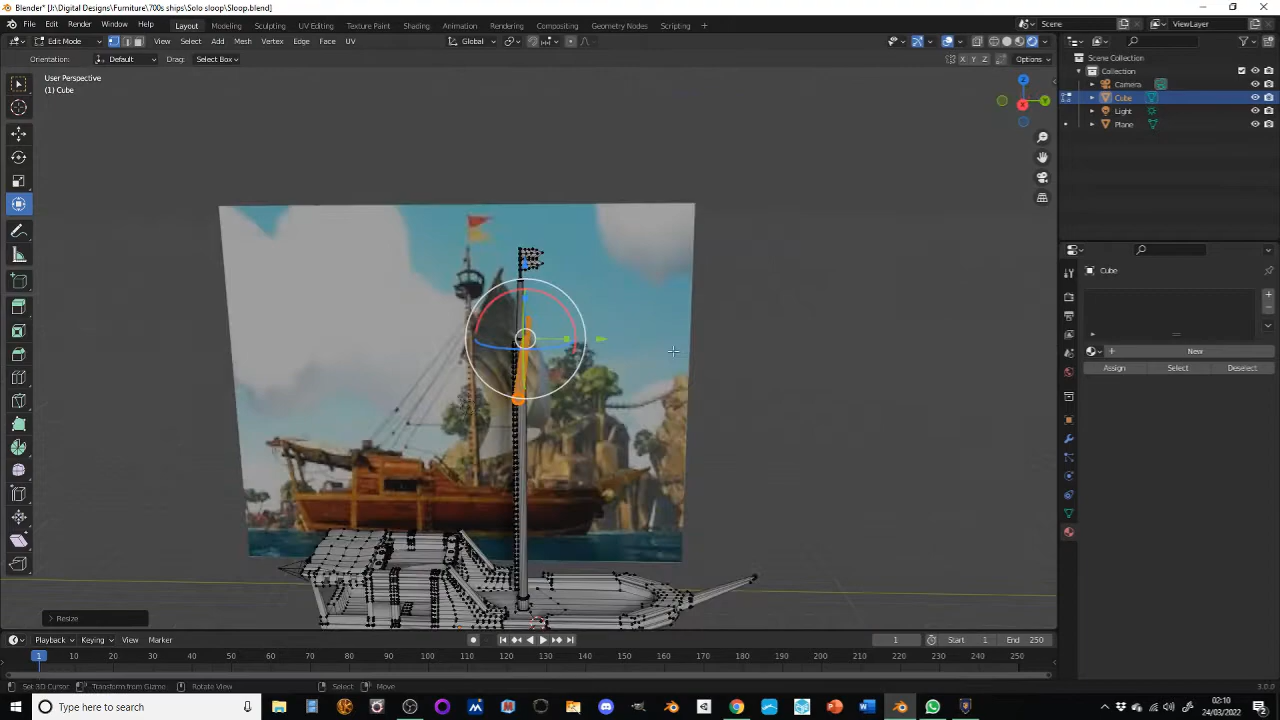 Blender* [J:\Digital Designs\Furniture\700s ships\Solo sloop\Sloop.blend]
File Edit Render Window Help Layout Modeling Sculpting UV Editing Texture Paint Shading Animation Rendering Compositing Geometry Nodes Scripting + Scene ViewLayer
Edit Mode View Select Add Mesh Vertex Edge Face UV Global
Orientation: Default Drag: Select Box X Y Z Options
User Perspective
(1) Cube
Z
Y
X
Scene Collection
Collection
Camera
Cube
Light
Plane
Cube
New
Assign Select Deselect
Resize
Playback Keying View Marker 1 Start 1 End 250
1 10 20 30 40 50 60 70 80 90 100 110 120 130 140 150 160 170 180 190 200 210 220 230 240 250
Set 3D Cursor Transform from Gizmo Rotate View Select Move 3.0.0
Type here to search
02:10
24/03/2022